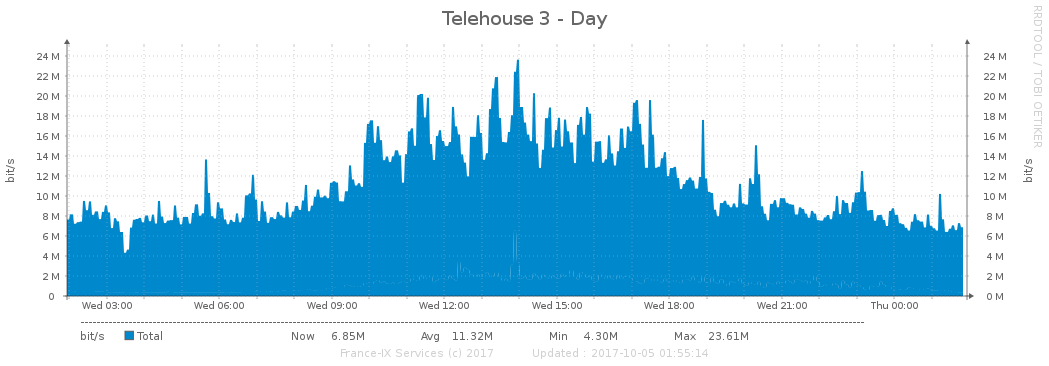 Telehouse 3 - Day
RRDTOOL / TOBI OETIKER
bit/s
24 M 24 M
22 M 22 M
20 M 20 M
18 M 18 M
16 M 16 M
14 M 14 M
12 M 12 M
10 M 10 M
8 M 8 M
6 M 6 M
4 M 4 M
2 M 2 M
0 0 M
bit/s
Wed 03:00 Wed 06:00 Wed 09:00 Wed 12:00 Wed 15:00 Wed 18:00 Wed 21:00 Thu 00:00
bit/s Total Now 6.85M Avg 11.32M Min 4.30M Max 23.61M
France-IX Services (c) 2017 Updated : 2017-10-05 01:55:14